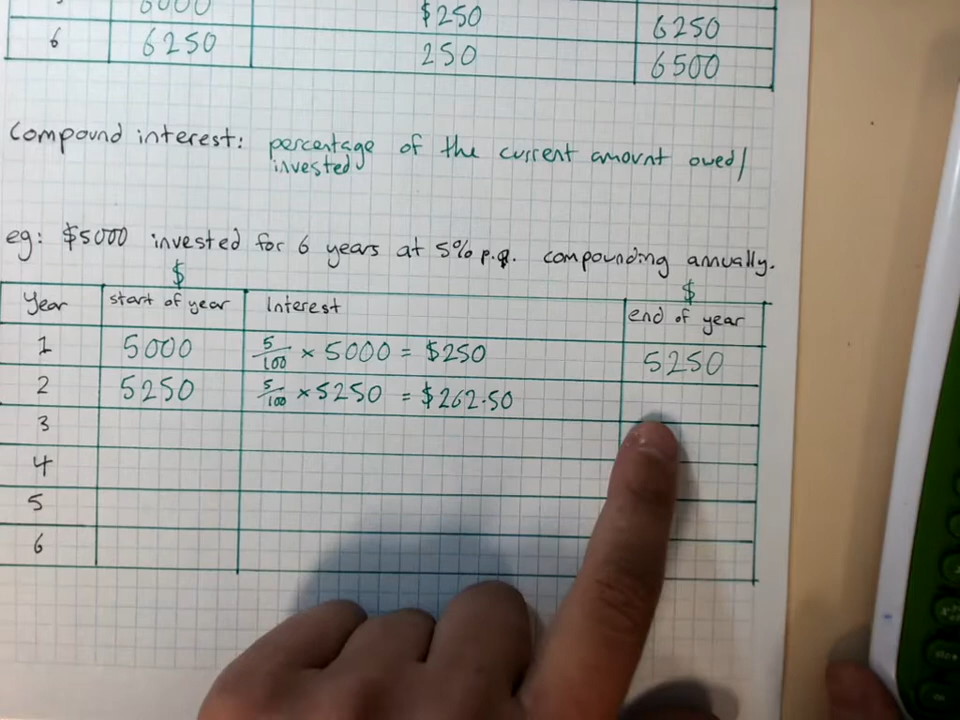 6000 $250 6250
6 6250 250 6500
Compound interest: percentage of the current amount owed/
invested
eg: $5000 invested for 6 years at 5% p.a. compounding annually.
$ $
Year start of year Interest end of year
1 5000 5/100 × 5000 = $250 5250
2 5250 5/100 × 5250 = $262.50
3
4
5
6